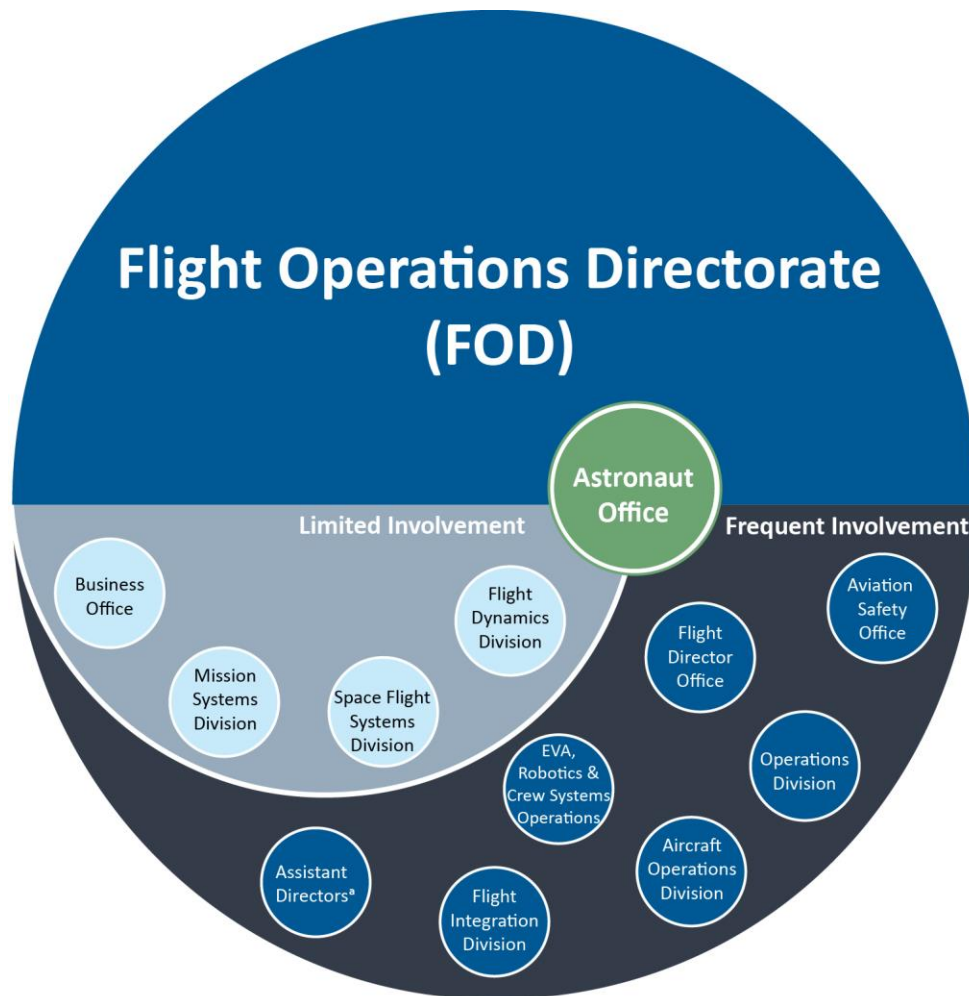 Flight Operations Directorate
(FOD)
Astronaut
Office
Limited Involvement
Frequent Involvement
Business
Office
Mission
Systems
Division
Space Flight
Systems
Division
Flight
Dynamics
Division
Aviation
Safety
Office
Flight
Director
Office
Operations
Division
EVA,
Robotics &
Crew Systems
Operations
Aircraft
Operations
Division
Assistant
Directorsᵃ
Flight
Integration
Division